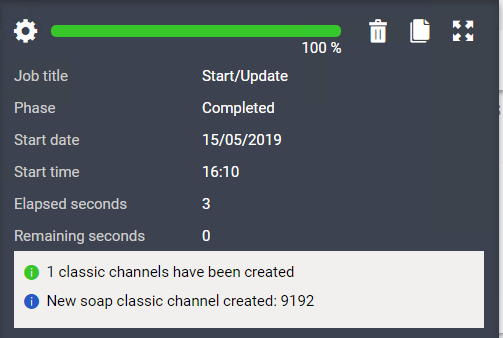 100 %
Job title Start/Update
Phase Completed
Start date 15/05/2019
Start time 16:10
Elapsed seconds 3
Remaining seconds 0
1 classic channels have been created
New soap classic channel created: 9192